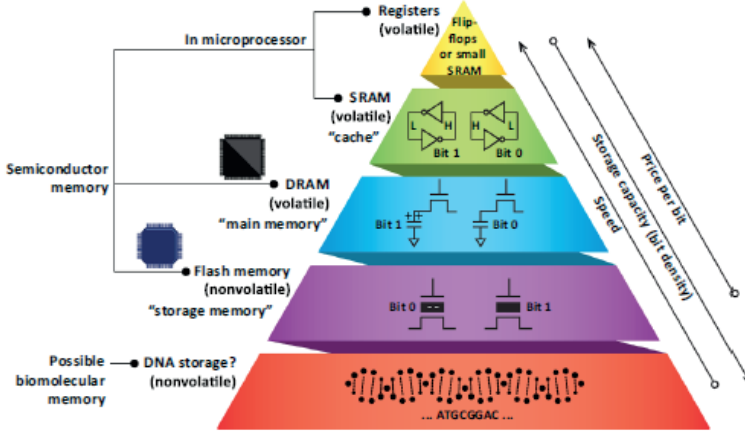 Registers
(volatile)
In microprocessor
Flip-
flops
or small
SRAM
SRAM
(volatile)
"cache"
L
H
H
L
Bit 1
Bit 0
Semiconductor
memory
DRAM
(volatile)
"main memory"
Bit 1
++
Bit 0
Flash memory
(nonvolatile)
"storage memory"
Bit 0
--
Bit 1
Possible
biomolecular
memory
DNA storage?
(nonvolatile)
... ATGCGGAC ...
Speed
Storage capacity (bit density)
Price per bit